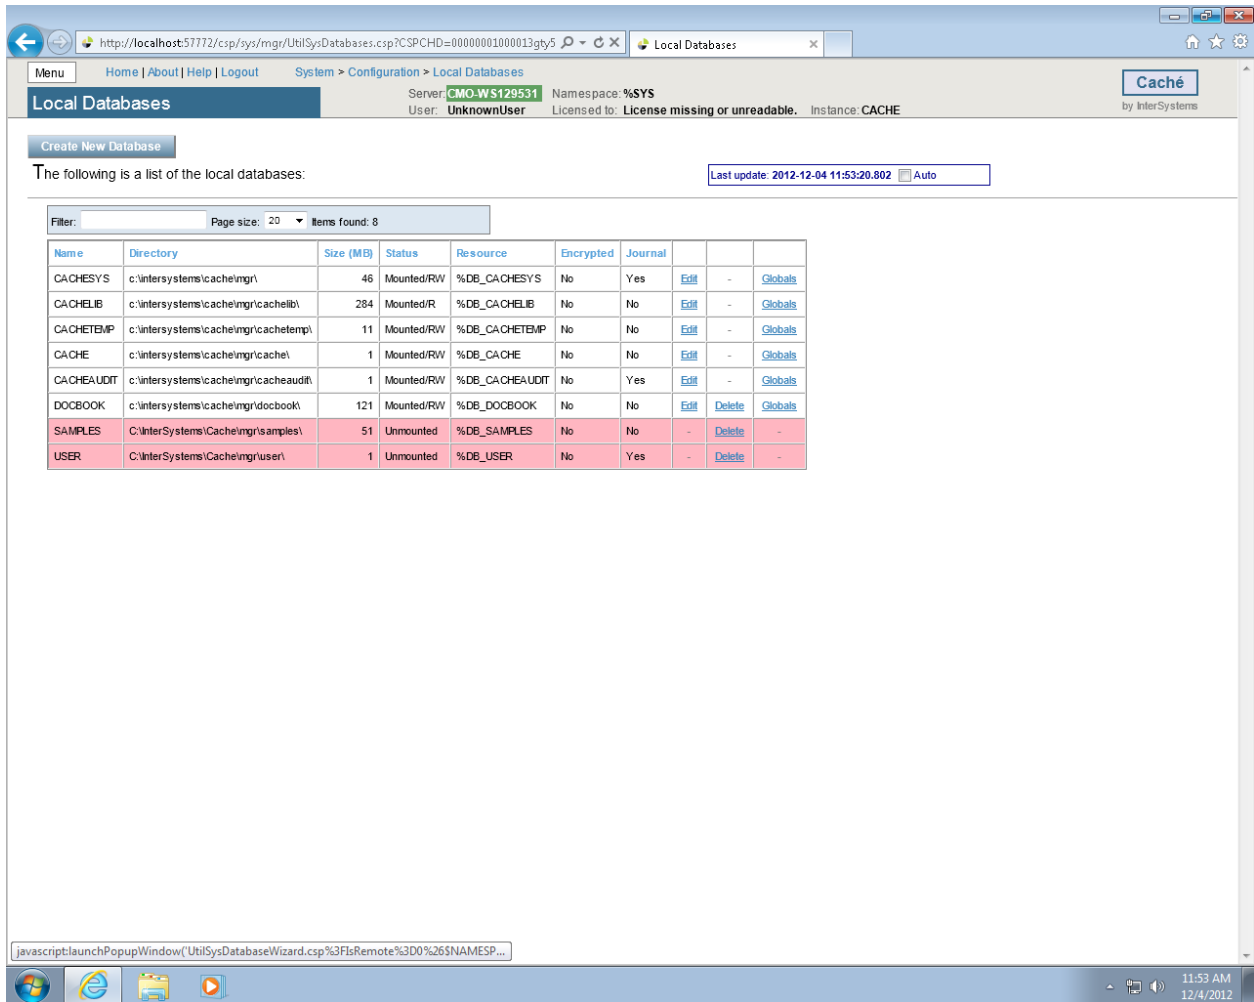 http://localhost:57772/csp/sys/mgr/UtilSysDatabases.csp?CSPCHD=00000001000013gty5 Local Databases
Menu Home | About | Help | Logout System > Configuration > Local Databases
Caché
by InterSystems
Local Databases
Server: CMO-WS129531 Namespace: %SYS
User: UnknownUser Licensed to: License missing or unreadable. Instance: CACHE
Create New Database
The following is a list of the local databases:
Last update: 2012-12-04 11:53:20.802 Auto
Filter: Page size: 20 Items found: 8
Name Directory Size (MB) Status Resource Encrypted Journal
CACHESYS c:\intersystems\cache\mgr\ 46 Mounted/RW %DB_CACHESYS No Yes Edit - Globals
CACHELIB c:\intersystems\cache\mgr\cachelib\ 284 Mounted/R %DB_CACHELIB No No Edit - Globals
CACHETEMP c:\intersystems\cache\mgr\cachetemp\ 11 Mounted/RW %DB_CACHETEMP No No Edit - Globals
CACHE c:\intersystems\cache\mgr\cache\ 1 Mounted/RW %DB_CACHE No No Edit - Globals
CACHEAUDIT c:\intersystems\cache\mgr\cacheaudit\ 1 Mounted/RW %DB_CACHEAUDIT No Yes Edit - Globals
DOCBOOK c:\intersystems\cache\mgr\docbook\ 121 Mounted/RW %DB_DOCBOOK No No Edit Delete Globals
SAMPLES C:\InterSystems\Cache\mgr\samples\ 51 Unmounted %DB_SAMPLES No No - Delete -
USER C:\InterSystems\Cache\mgr\user\ 1 Unmounted %DB_USER No Yes - Delete -
javascript:launchPopupWindow('UtilSysDatabaseWizard.csp%3FIsRemote%3D0%26$NAMESP...
11:53 AM
12/4/2012